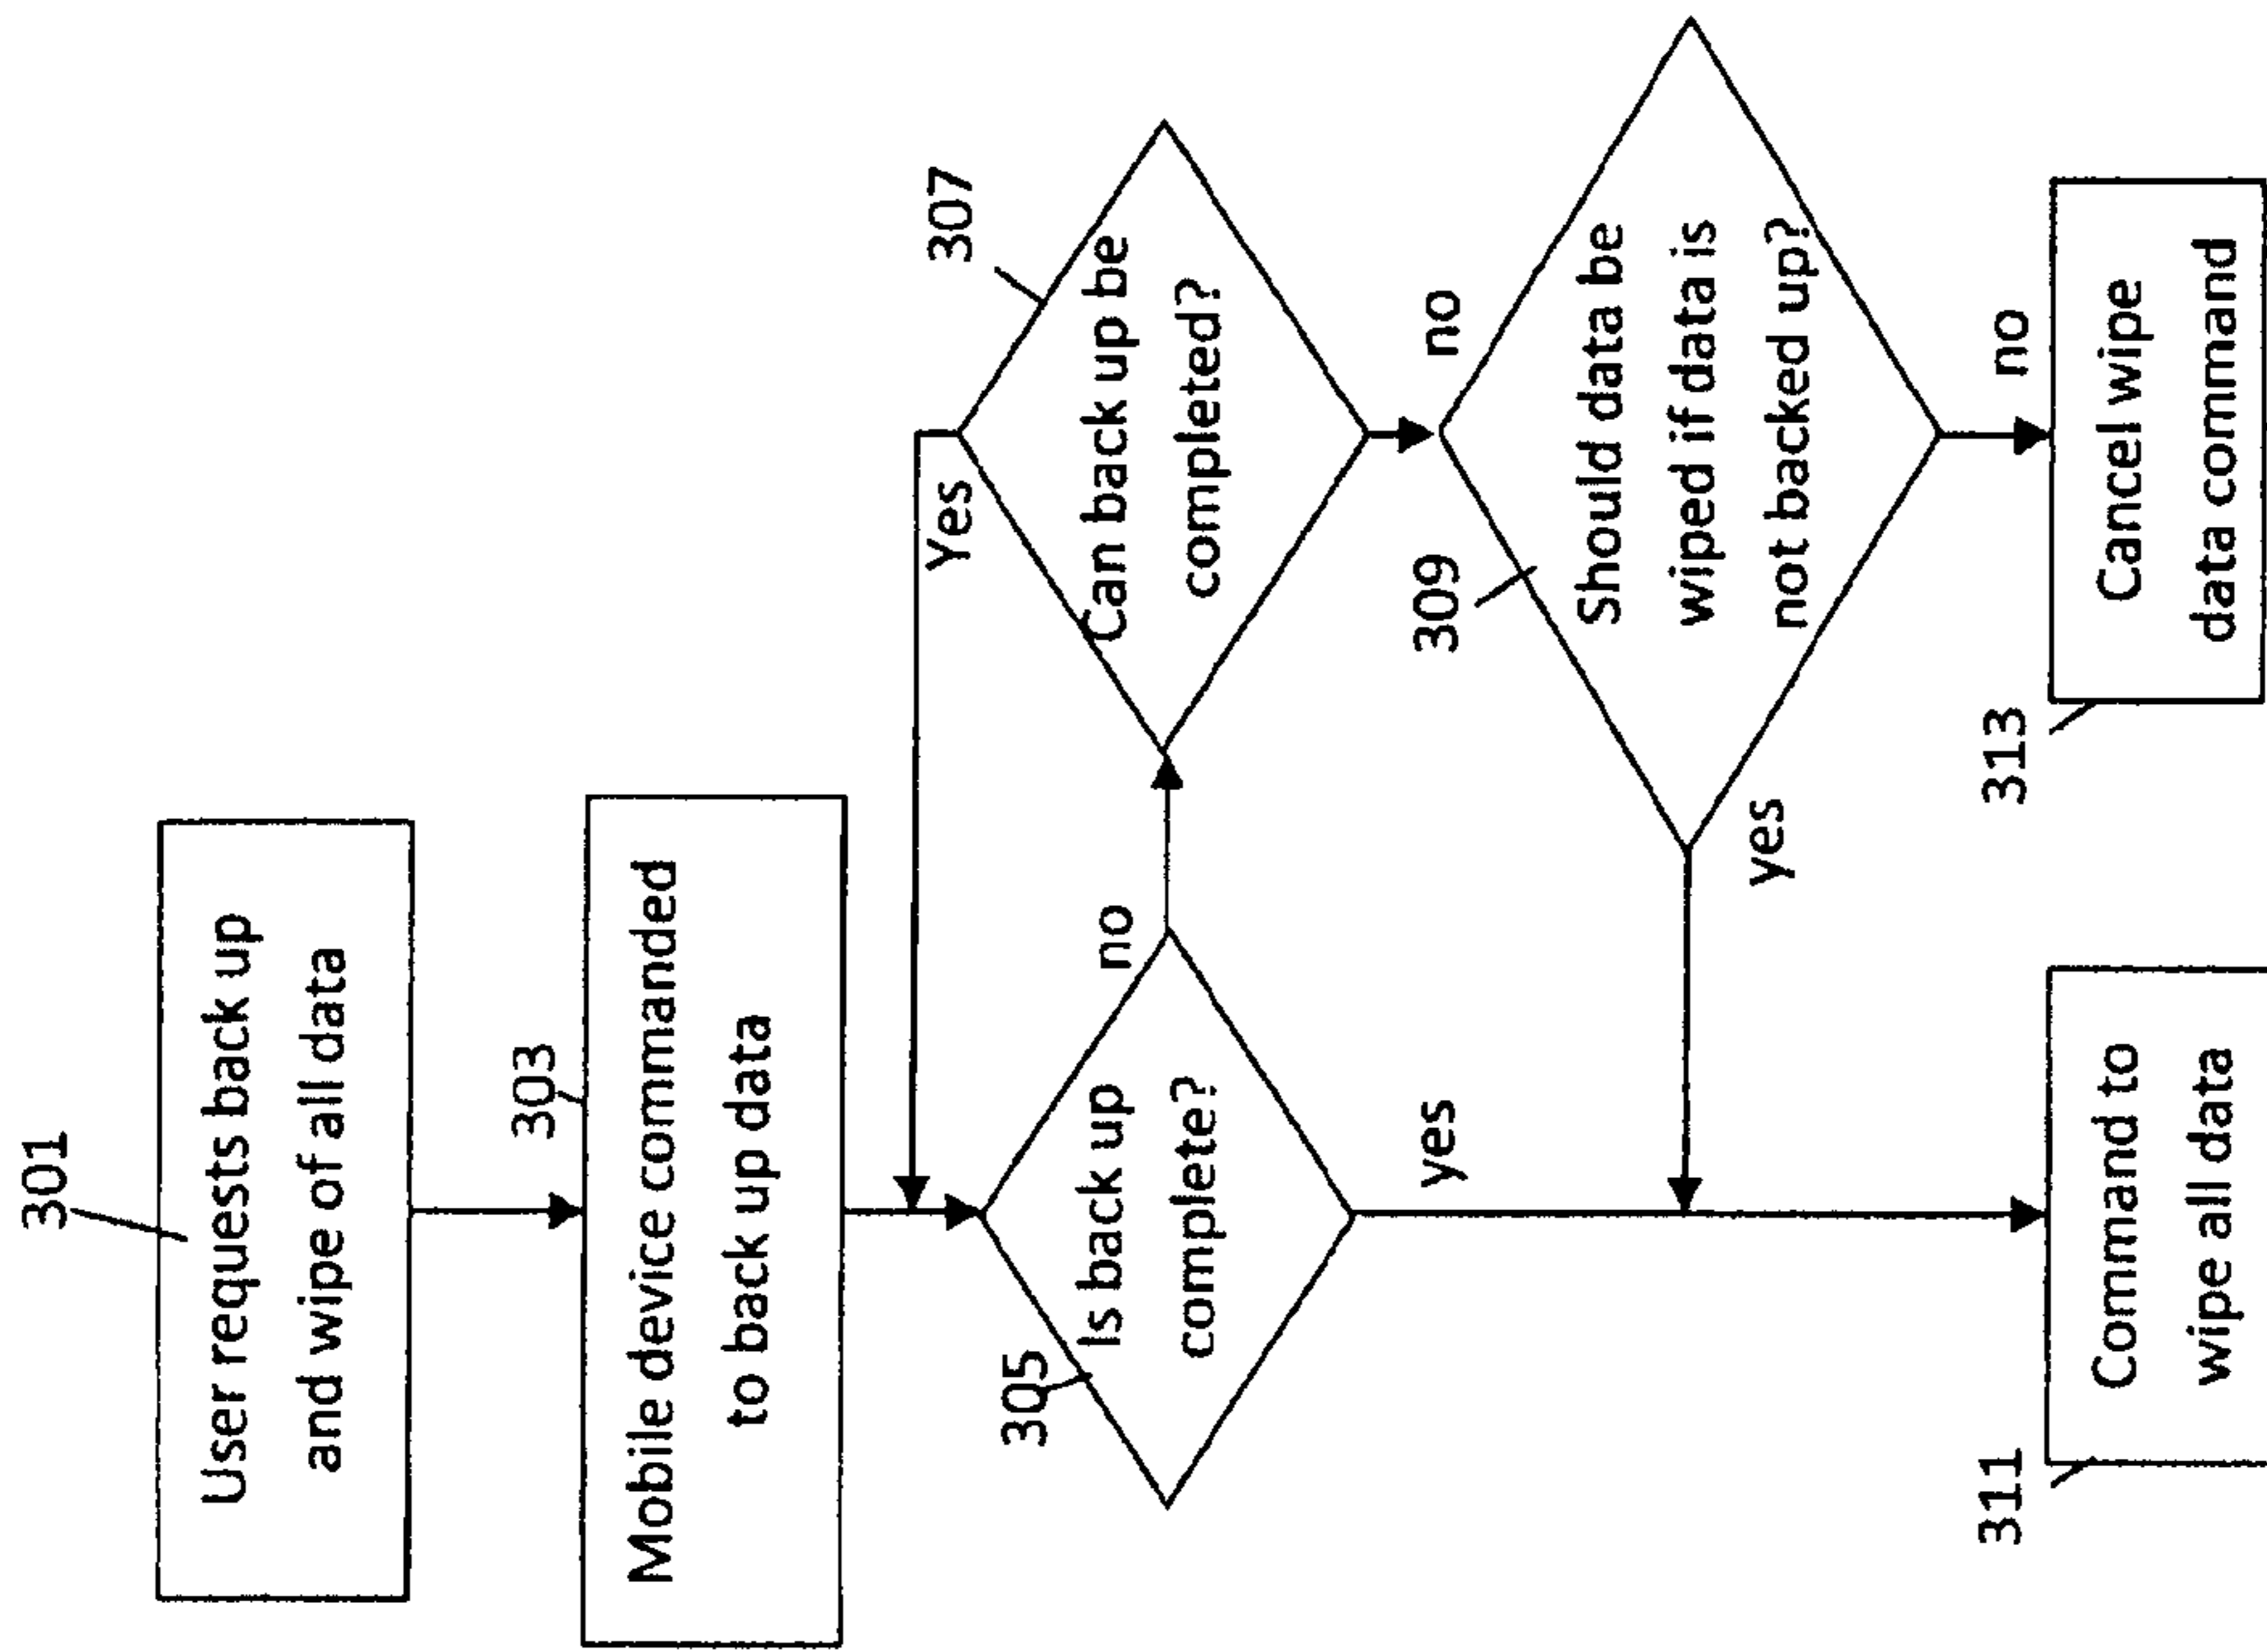 301
User requests back up
and wipe of all data
303
Mobile device commanded
to back up data
305
Is back up
complete?
no
yes
Yes
307
Can back up be
completed?
no
309
Should data be
wiped if data is
not backed up?
yes
no
311
Command to
wipe all data
313
Cancel wipe
data command